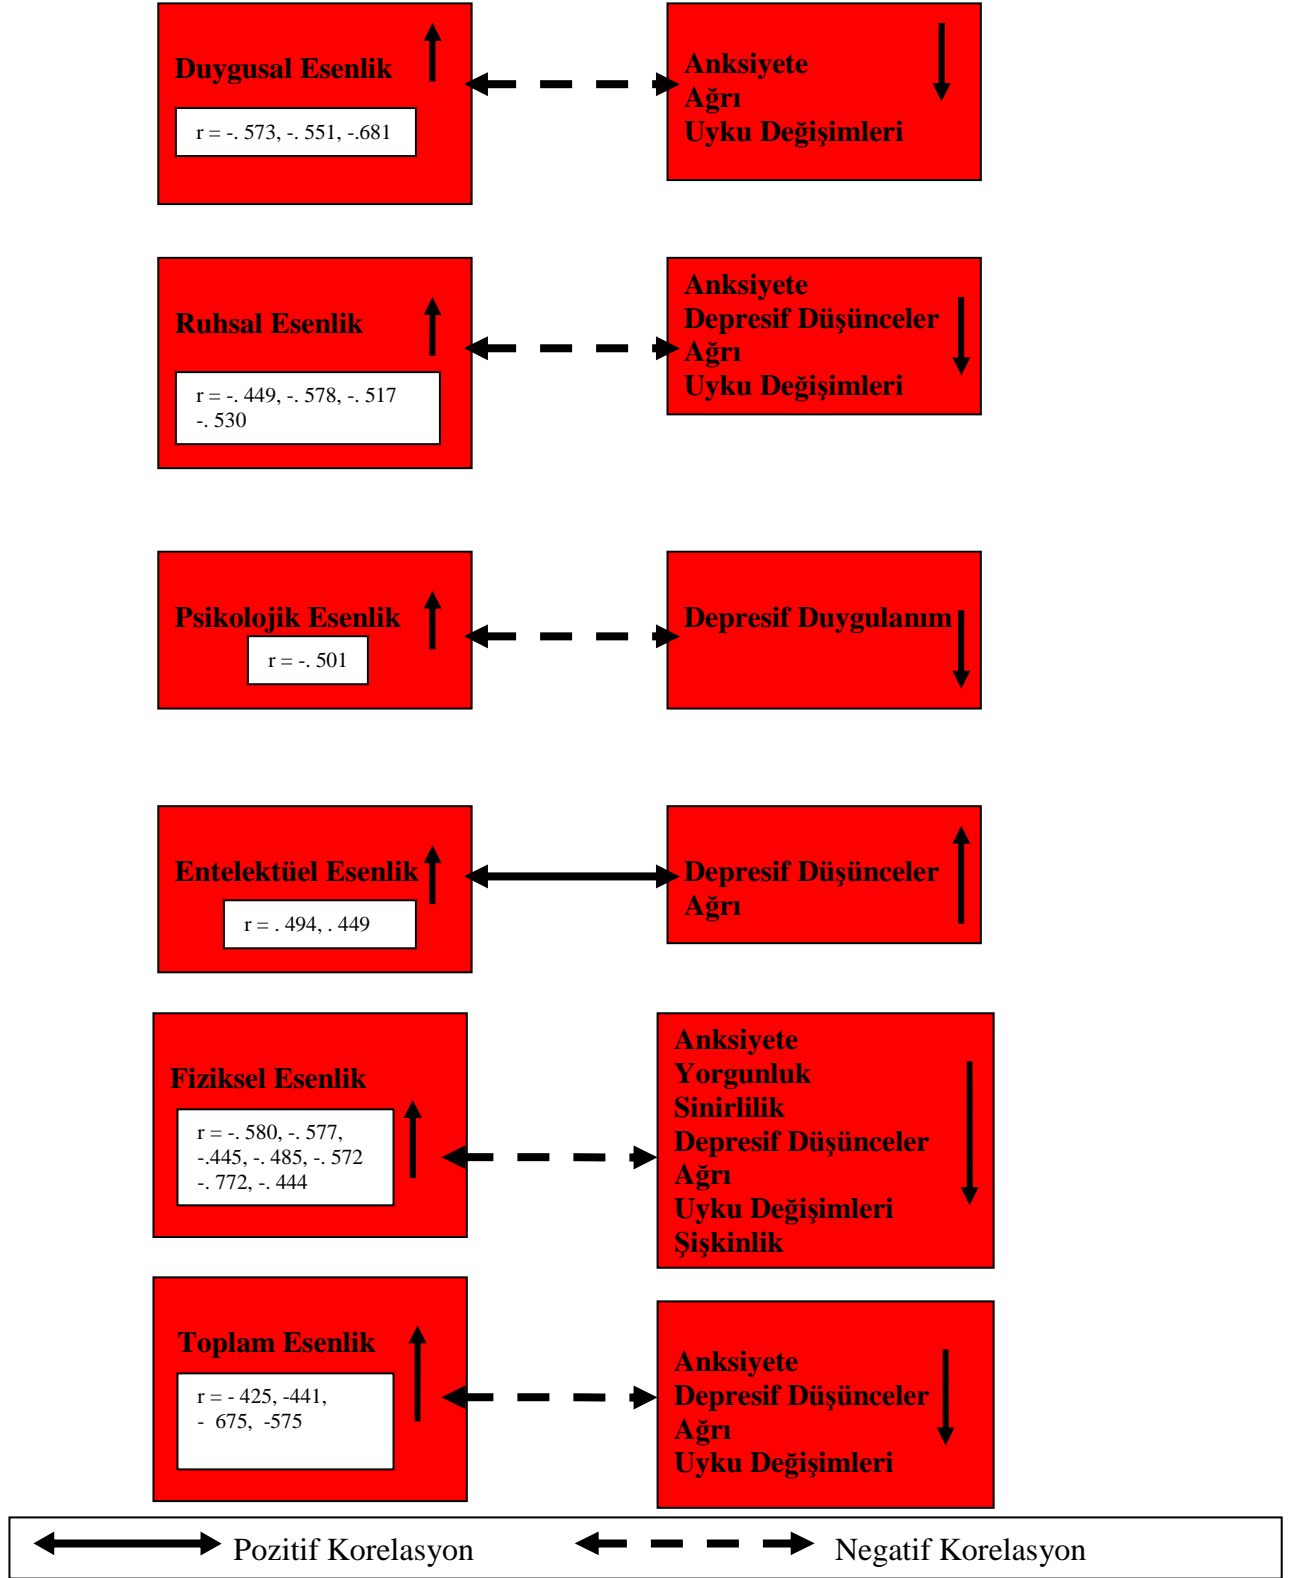 Duygusal Esenlik
r = -. 573, -. 551, -.681
Anksiyete
Ağrı
Uyku Değişimleri
Ruhsal Esenlik
r = -. 449, -. 578, -. 517
-. 530
Anksiyete
Depresif Düşünceler
Ağrı
Uyku Değişimleri
Psikolojik Esenlik
r = -. 501
Depresif Duygulanım
Entelektüel Esenlik
r = . 494, . 449
Depresif Düşünceler
Ağrı
Fiziksel Esenlik
r = -. 580, -. 577,
-.445, -. 485, -. 572
-. 772, -. 444
Anksiyete
Yorgunluk
Sinirlilik
Depresif Düşünceler
Ağrı
Uyku Değişimleri
Şişkinlik
Toplam Esenlik
r = - 425, -441,
- 675, -575
Anksiyete
Depresif Düşünceler
Ağrı
Uyku Değişimleri
Pozitif Korelasyon
Negatif Korelasyon